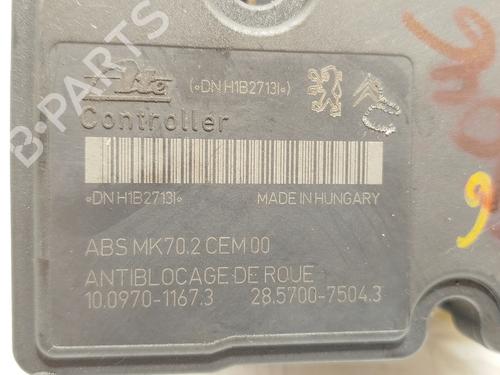 Ate
(«DN H1B2713I»)
Controller
«DN H1B2713I»
MADE IN HUNGARY
ABS MK70.2 CEM 00
ANTIBLOCAGE DE ROUE
10.0970-1167.3 28.5700-7504.3
B-PARTS